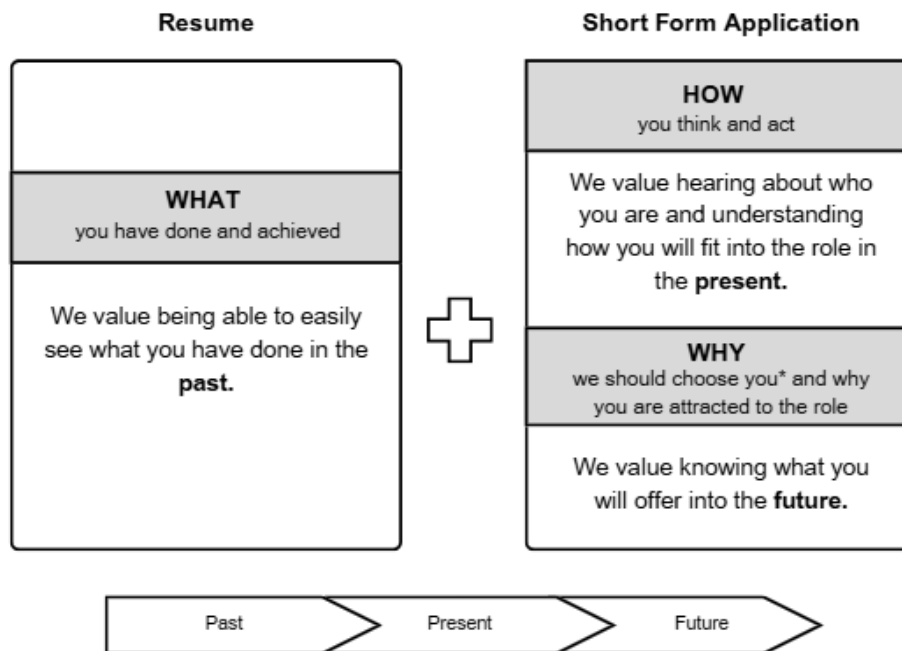 Resume
WHAT
you have done and achieved
We value being able to easily
see what you have done in the
past.
Short Form Application
HOW
you think and act
We value hearing about who
you are and understanding
how you will fit into the role in
the present.
WHY
we should choose you* and why
you are attracted to the role
We value knowing what you
will offer into the future.
Past
Present
Future